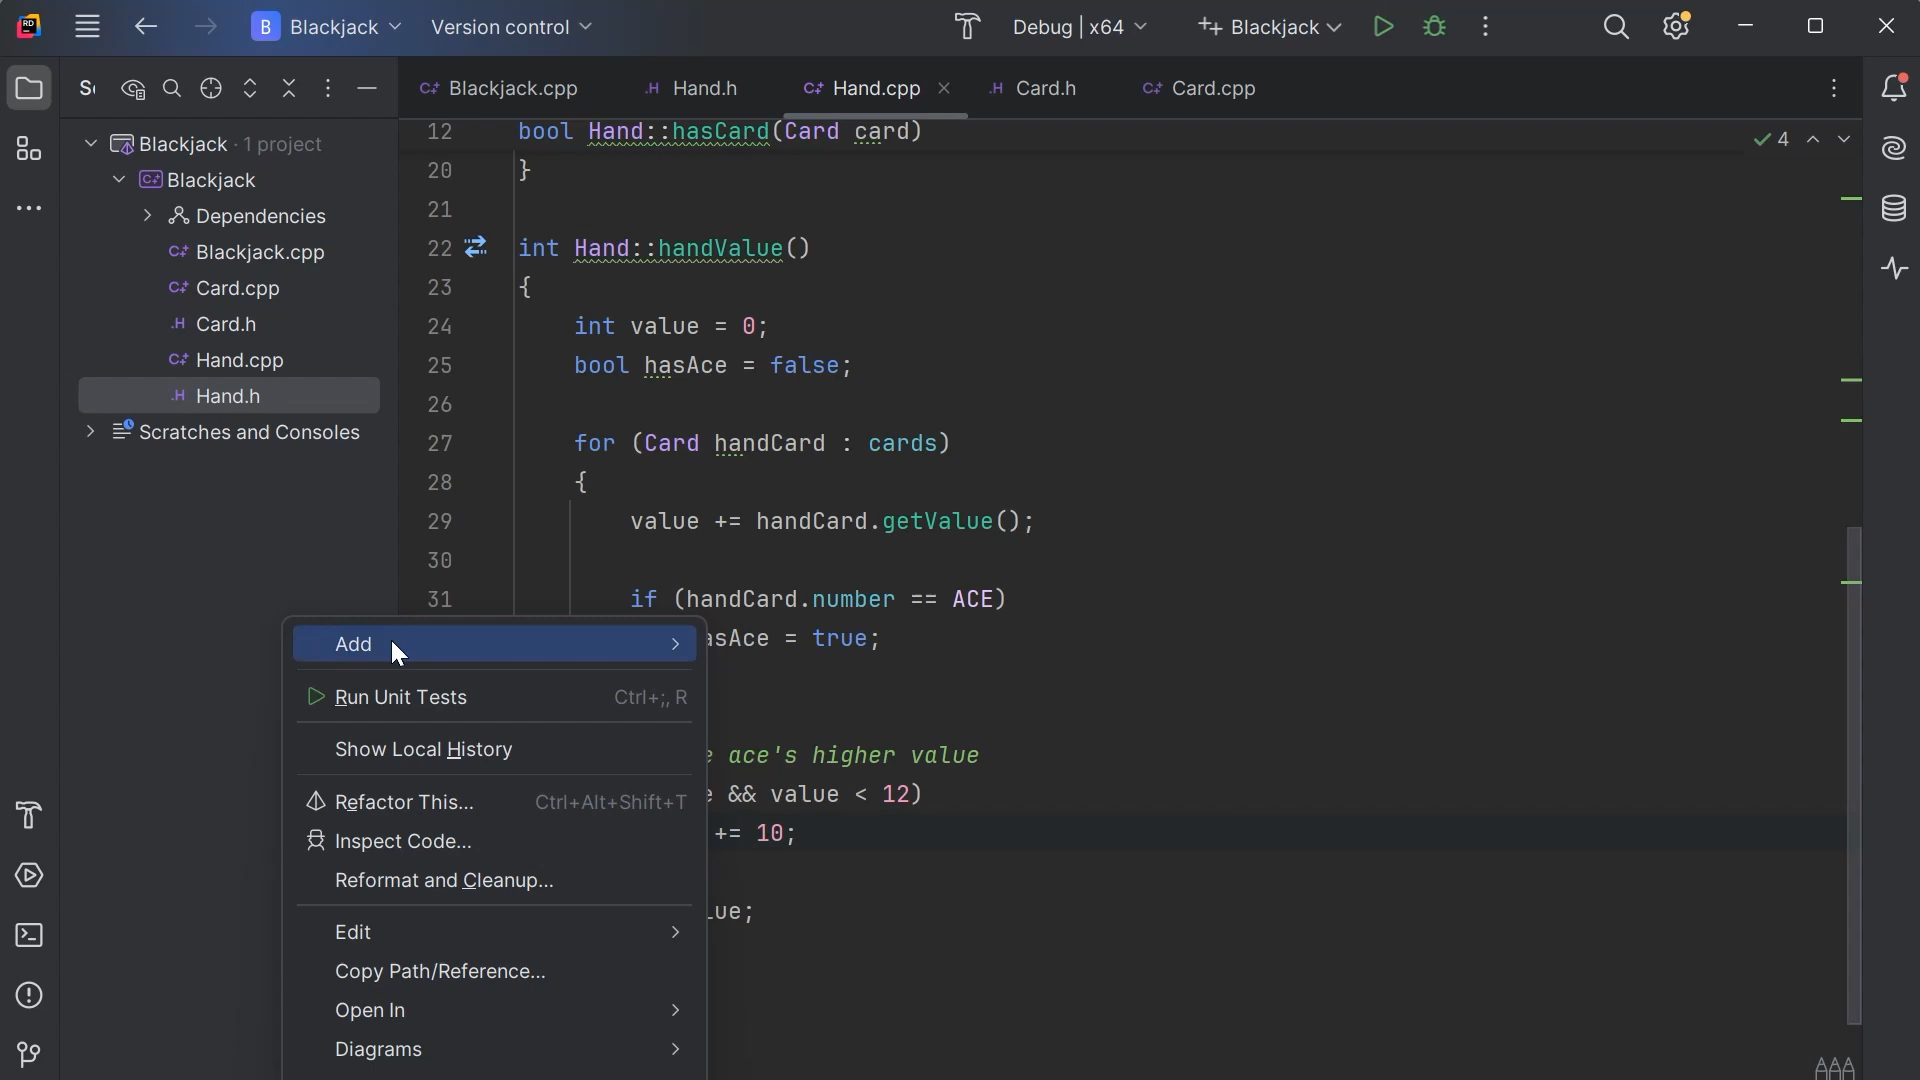 B Blackjack Version control Debug | x64 Blackjack
Blackjack.cpp Hand.h Hand.cpp Card.h Card.cpp
Blackjack · 1 project
Blackjack
Dependencies
Blackjack.cpp
Card.cpp
Card.h
Hand.cpp
Hand.h
Scratches and Consoles
12 bool Hand::hasCard(Card card)
4
20 }
21
22 int Hand::handValue()
23 {
24 int value = 0;
25 bool hasAce = false;
26
27 for (Card handCard : cards)
28 {
29 value += handCard.getValue();
30
31 if (handCard.number == ACE)
asAce = true;
ace's higher value
&& value < 12)
+= 10;
ue;
Add
Run Unit Tests Ctrl+;, R
Show Local History
Refactor This... Ctrl+Alt+Shift+T
Inspect Code...
Reformat and Cleanup...
Edit
Copy Path/Reference...
Open In
Diagrams